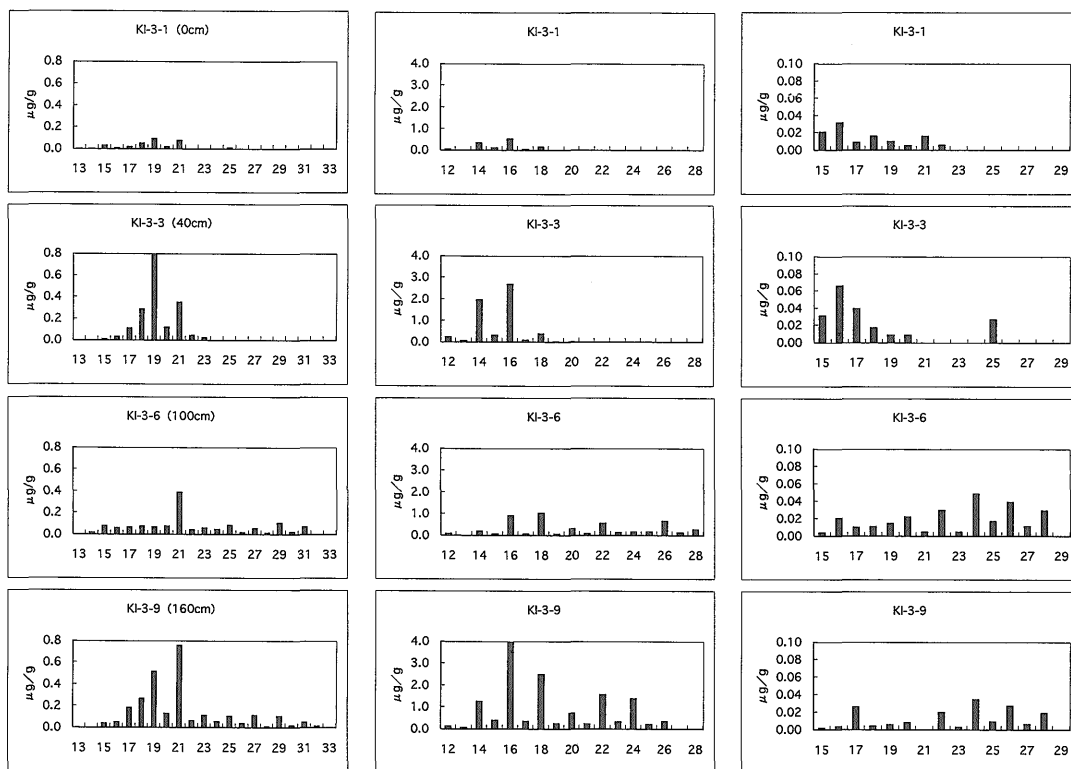 KI-3-1 (0cm)
µg/g
0.8
0.6
0.4
0.2
0.0
13 15 17 19 21 23 25 27 29 31 33
KI-3-1
µg/g
4.0
3.0
2.0
1.0
0.0
12 14 16 18 20 22 24 26 28
KI-3-1
µg/g
0.10
0.08
0.06
0.04
0.02
0.00
15 17 19 21 23 25 27 29
KI-3-3 (40cm)
µg/g
0.8
0.6
0.4
0.2
0.0
13 15 17 19 21 23 25 27 29 31 33
KI-3-3
µg/g
4.0
3.0
2.0
1.0
0.0
12 14 16 18 20 22 24 26 28
KI-3-3
µg/g
0.10
0.08
0.06
0.04
0.02
0.00
15 17 19 21 23 25 27 29
KI-3-6 (100cm)
µg/g
0.8
0.6
0.4
0.2
0.0
13 15 17 19 21 23 25 27 29 31 33
KI-3-6
µg/g
4.0
3.0
2.0
1.0
0.0
12 14 16 18 20 22 24 26 28
KI-3-6
µg/g
0.10
0.08
0.06
0.04
0.02
0.00
15 17 19 21 23 25 27 29
KI-3-9 (160cm)
µg/g
0.8
0.6
0.4
0.2
0.0
13 15 17 19 21 23 25 27 29 31 33
KI-3-9
µg/g
4.0
3.0
2.0
1.0
0.0
12 14 16 18 20 22 24 26 28
KI-3-9
µg/g
0.10
0.08
0.06
0.04
0.02
0.00
15 17 19 21 23 25 27 29